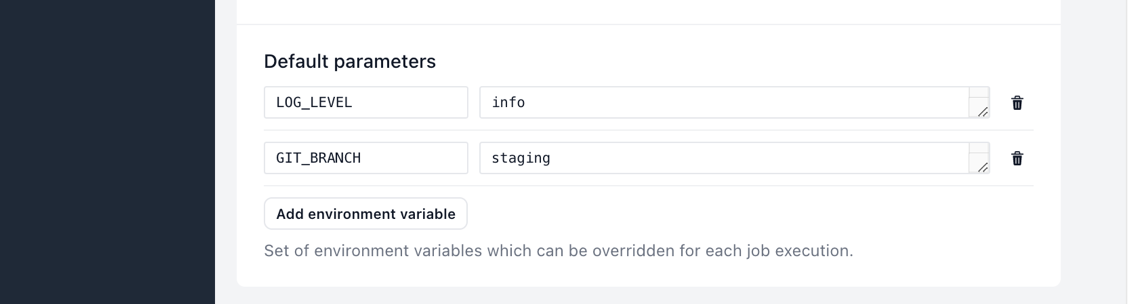 Default parameters
LOG_LEVEL info
GIT_BRANCH staging
Add environment variable
Set of environment variables which can be overridden for each job execution.